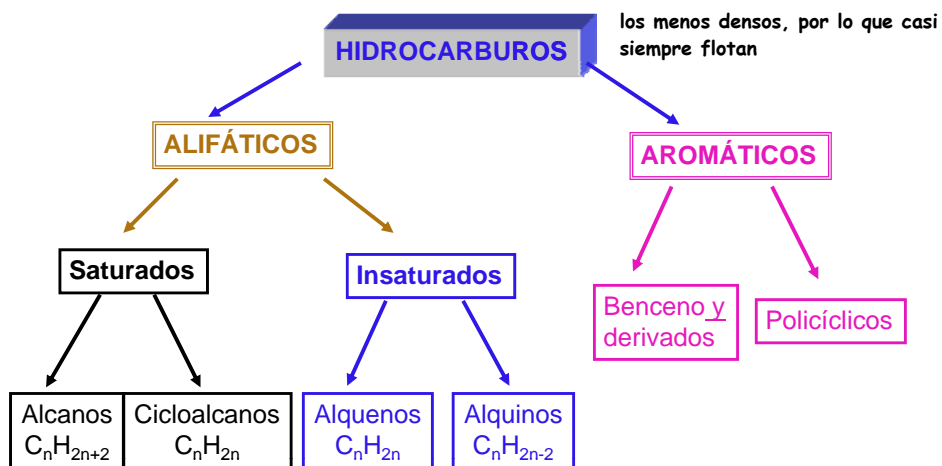 los menos densos, por lo que casi
siempre flotan
HIDROCARBUROS
ALIFÁTICOS
AROMÁTICOS
Saturados
Insaturados
Benceno y
derivados
Policíclicos
Alcanos
CₙH₂ₙ₊₂
Cicloalcanos
CₙH₂ₙ
Alquenos
CₙH₂ₙ
Alquinos
CₙH₂ₙ₋₂